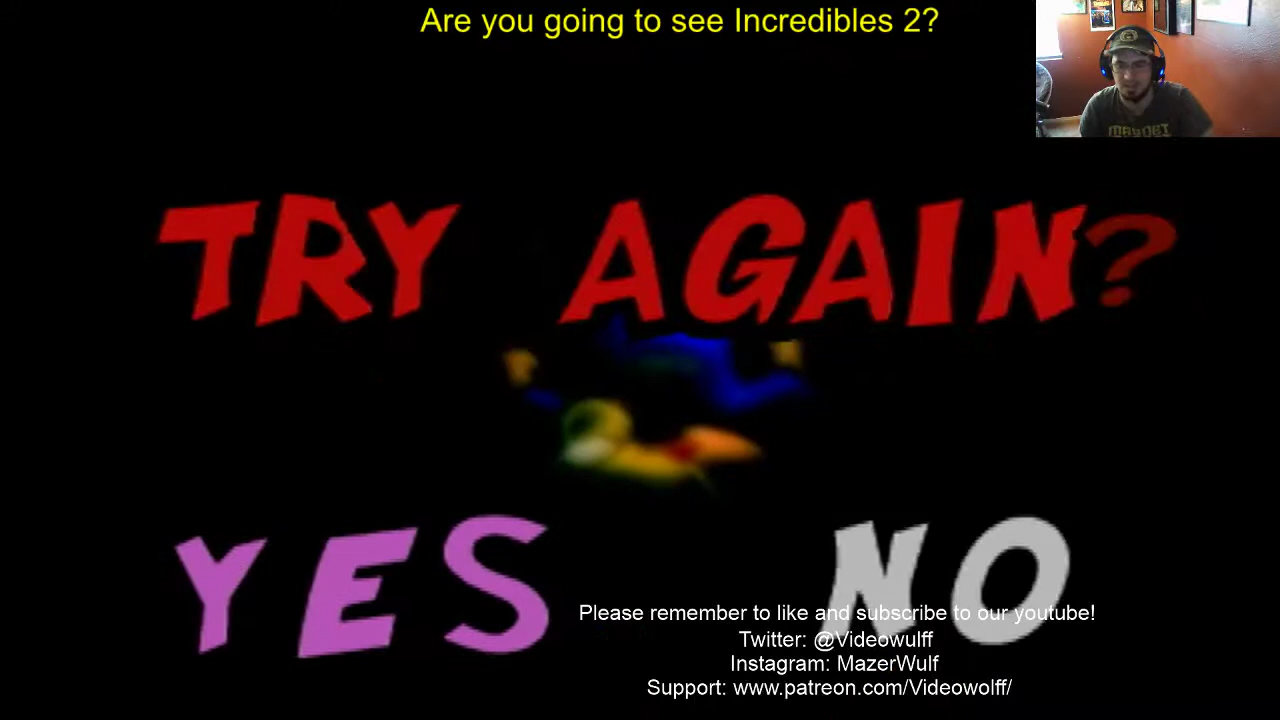 Are you going to see Incredibles 2?
TRY AGAIN?
YES NO
Please remember to like and subscribe to our youtube!
Twitter: @Videowulff
Instagram: MazerWulf
Support: www.patreon.com/Videowolff/